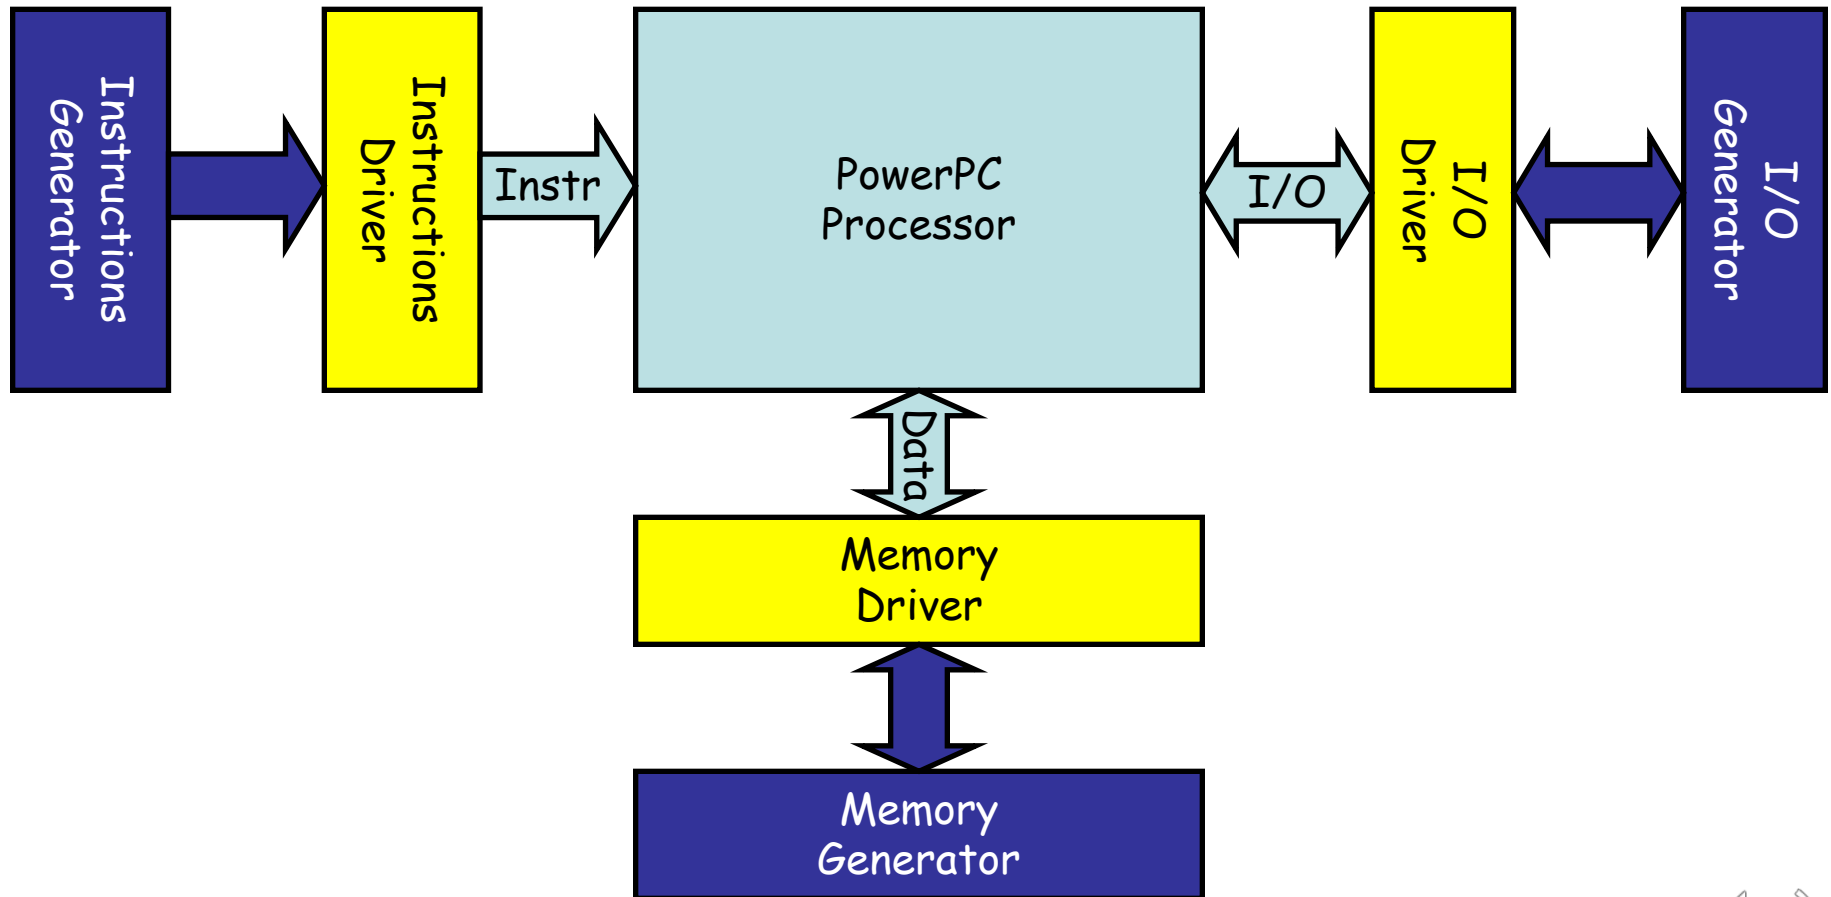 Instructions
Generator
Instructions
Driver
Instr
PowerPC
Processor
I/O
I/O
Driver
I/O
Generator
Data
Memory
Driver
Memory
Generator